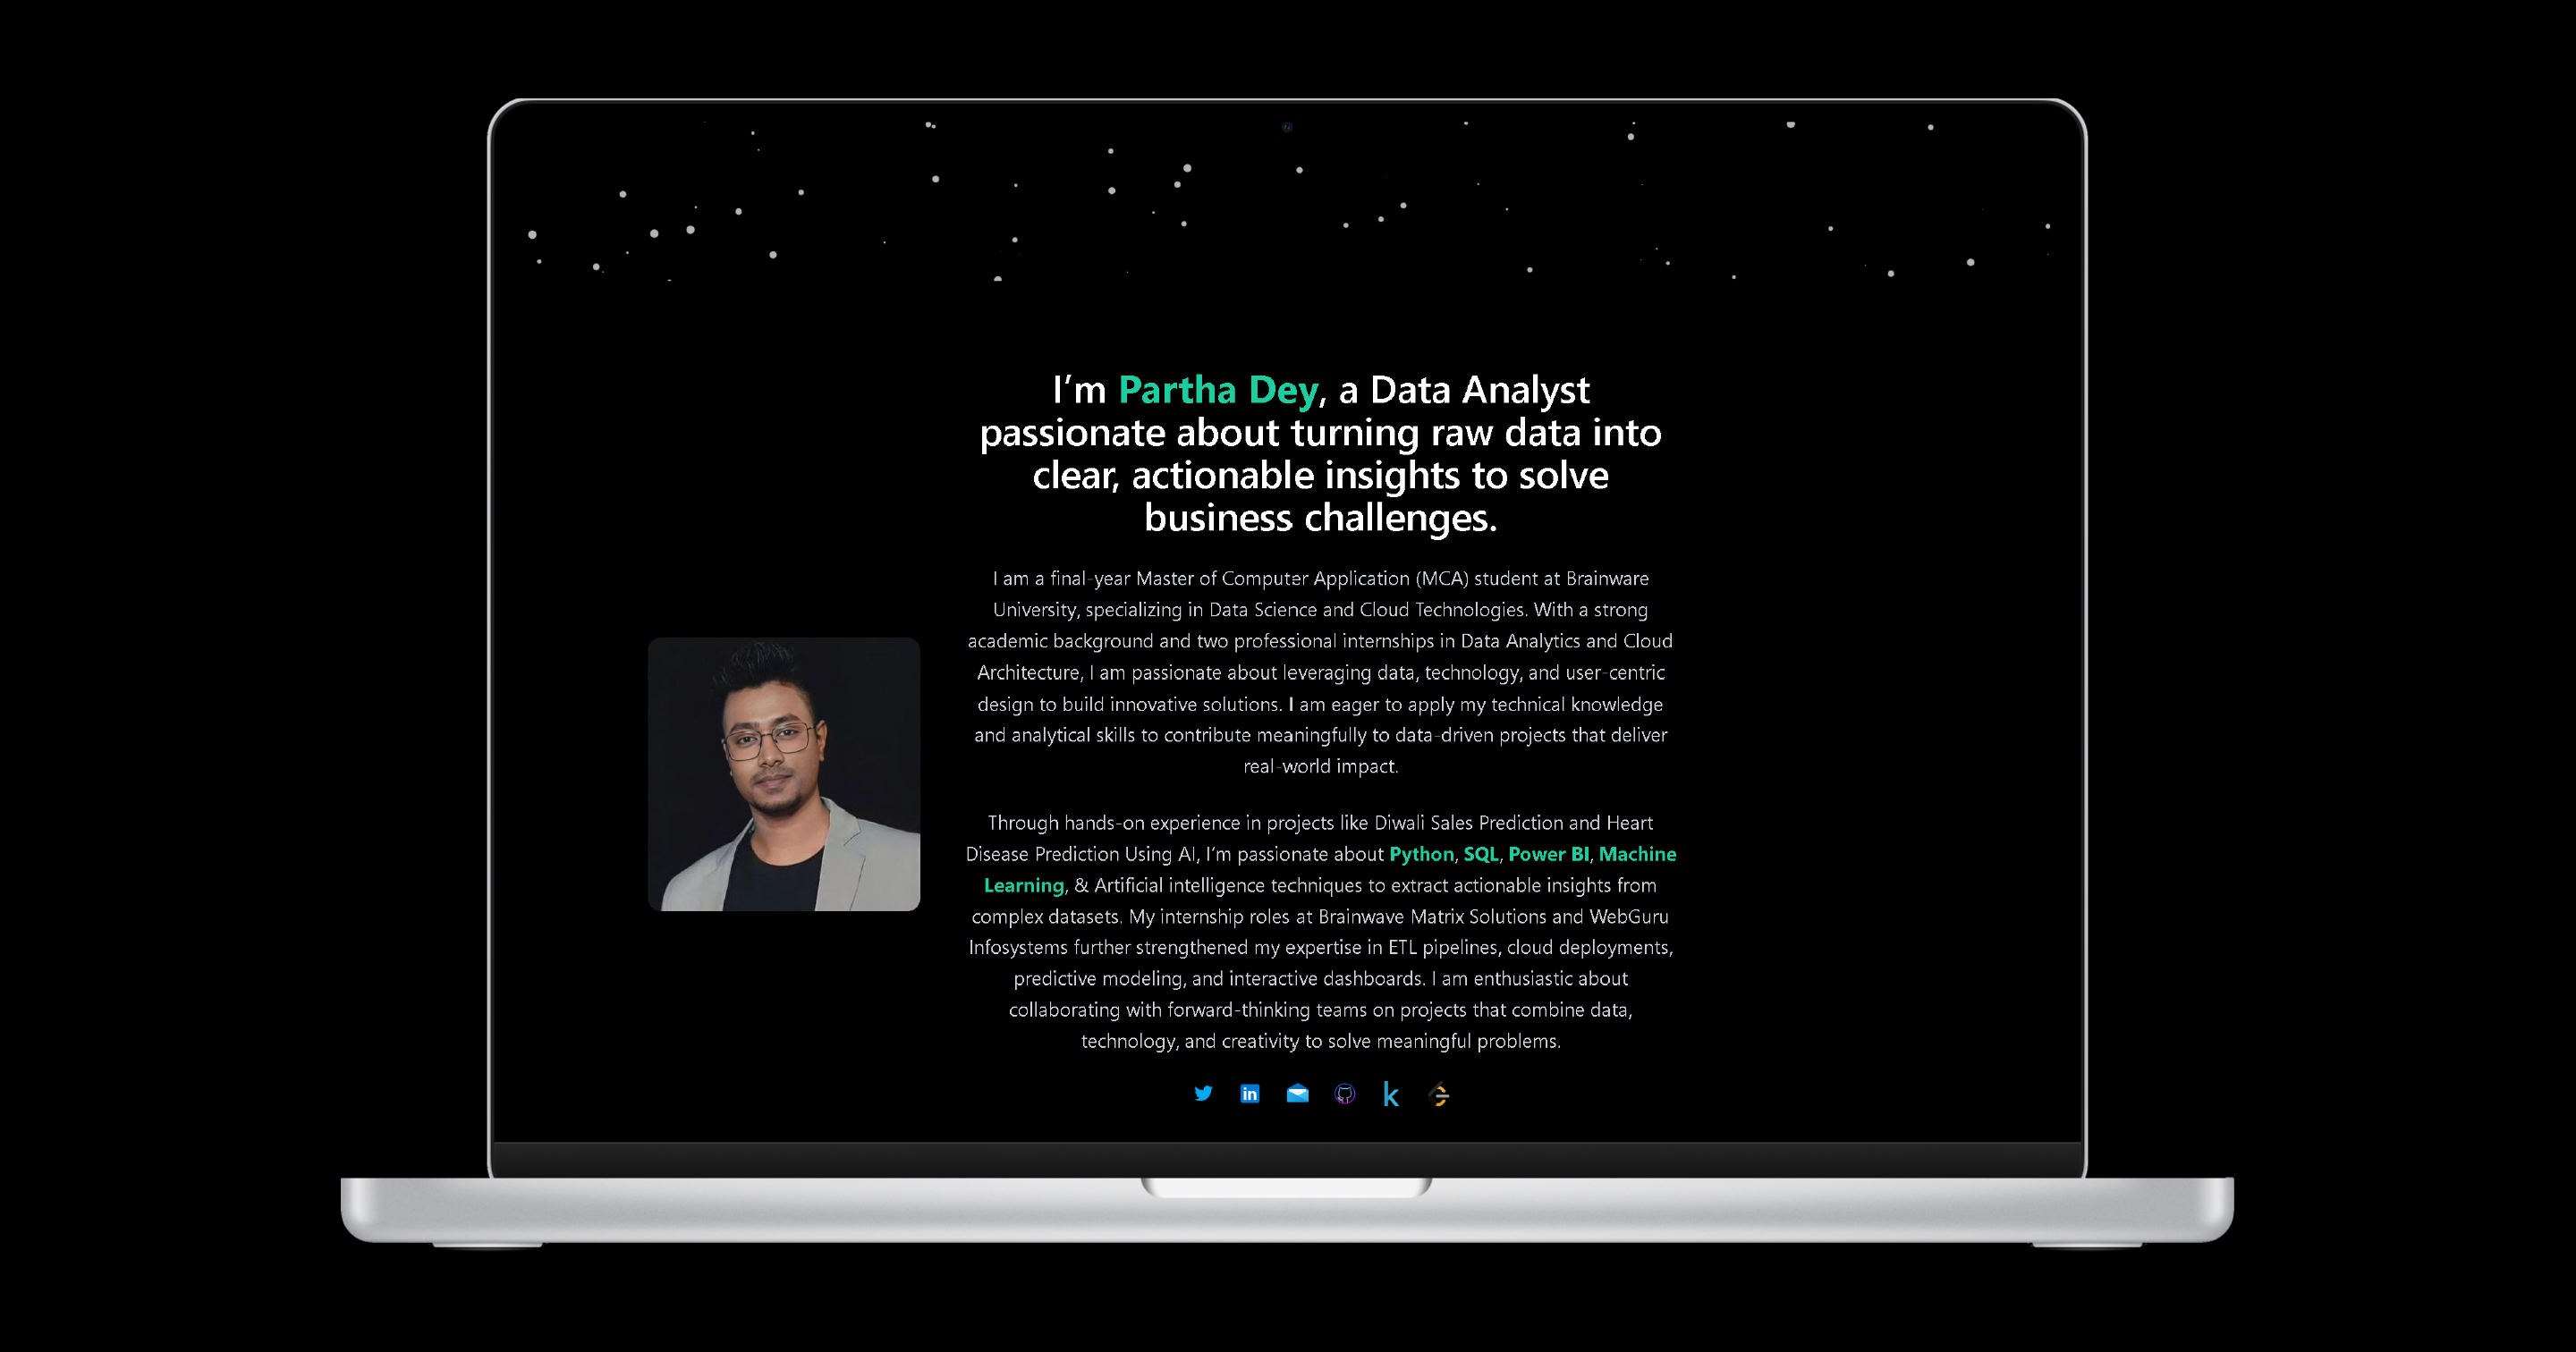 I'm Partha Dey, a Data Analyst
passionate about turning raw data into
clear, actionable insights to solve
business challenges.
I am a final-year Master of Computer Application (MCA) student at Brainware
University, specializing in Data Science and Cloud Technologies. With a strong
academic background and two professional internships in Data Analytics and Cloud
Architecture, I am passionate about leveraging data, technology, and user-centric
design to build innovative solutions. I am eager to apply my technical knowledge
and analytical skills to contribute meaningfully to data-driven projects that deliver
real-world impact.
Through hands-on experience in projects like Diwali Sales Prediction and Heart
Disease Prediction Using AI, I'm passionate about Python, SQL, Power BI, Machine
Learning, & Artificial intelligence techniques to extract actionable insights from
complex datasets. My internship roles at Brainwave Matrix Solutions and WebGuru
Infosystems further strengthened my expertise in ETL pipelines, cloud deployments,
predictive modeling, and interactive dashboards. I am enthusiastic about
collaborating with forward-thinking teams on projects that combine data,
technology, and creativity to solve meaningful problems.
in
k